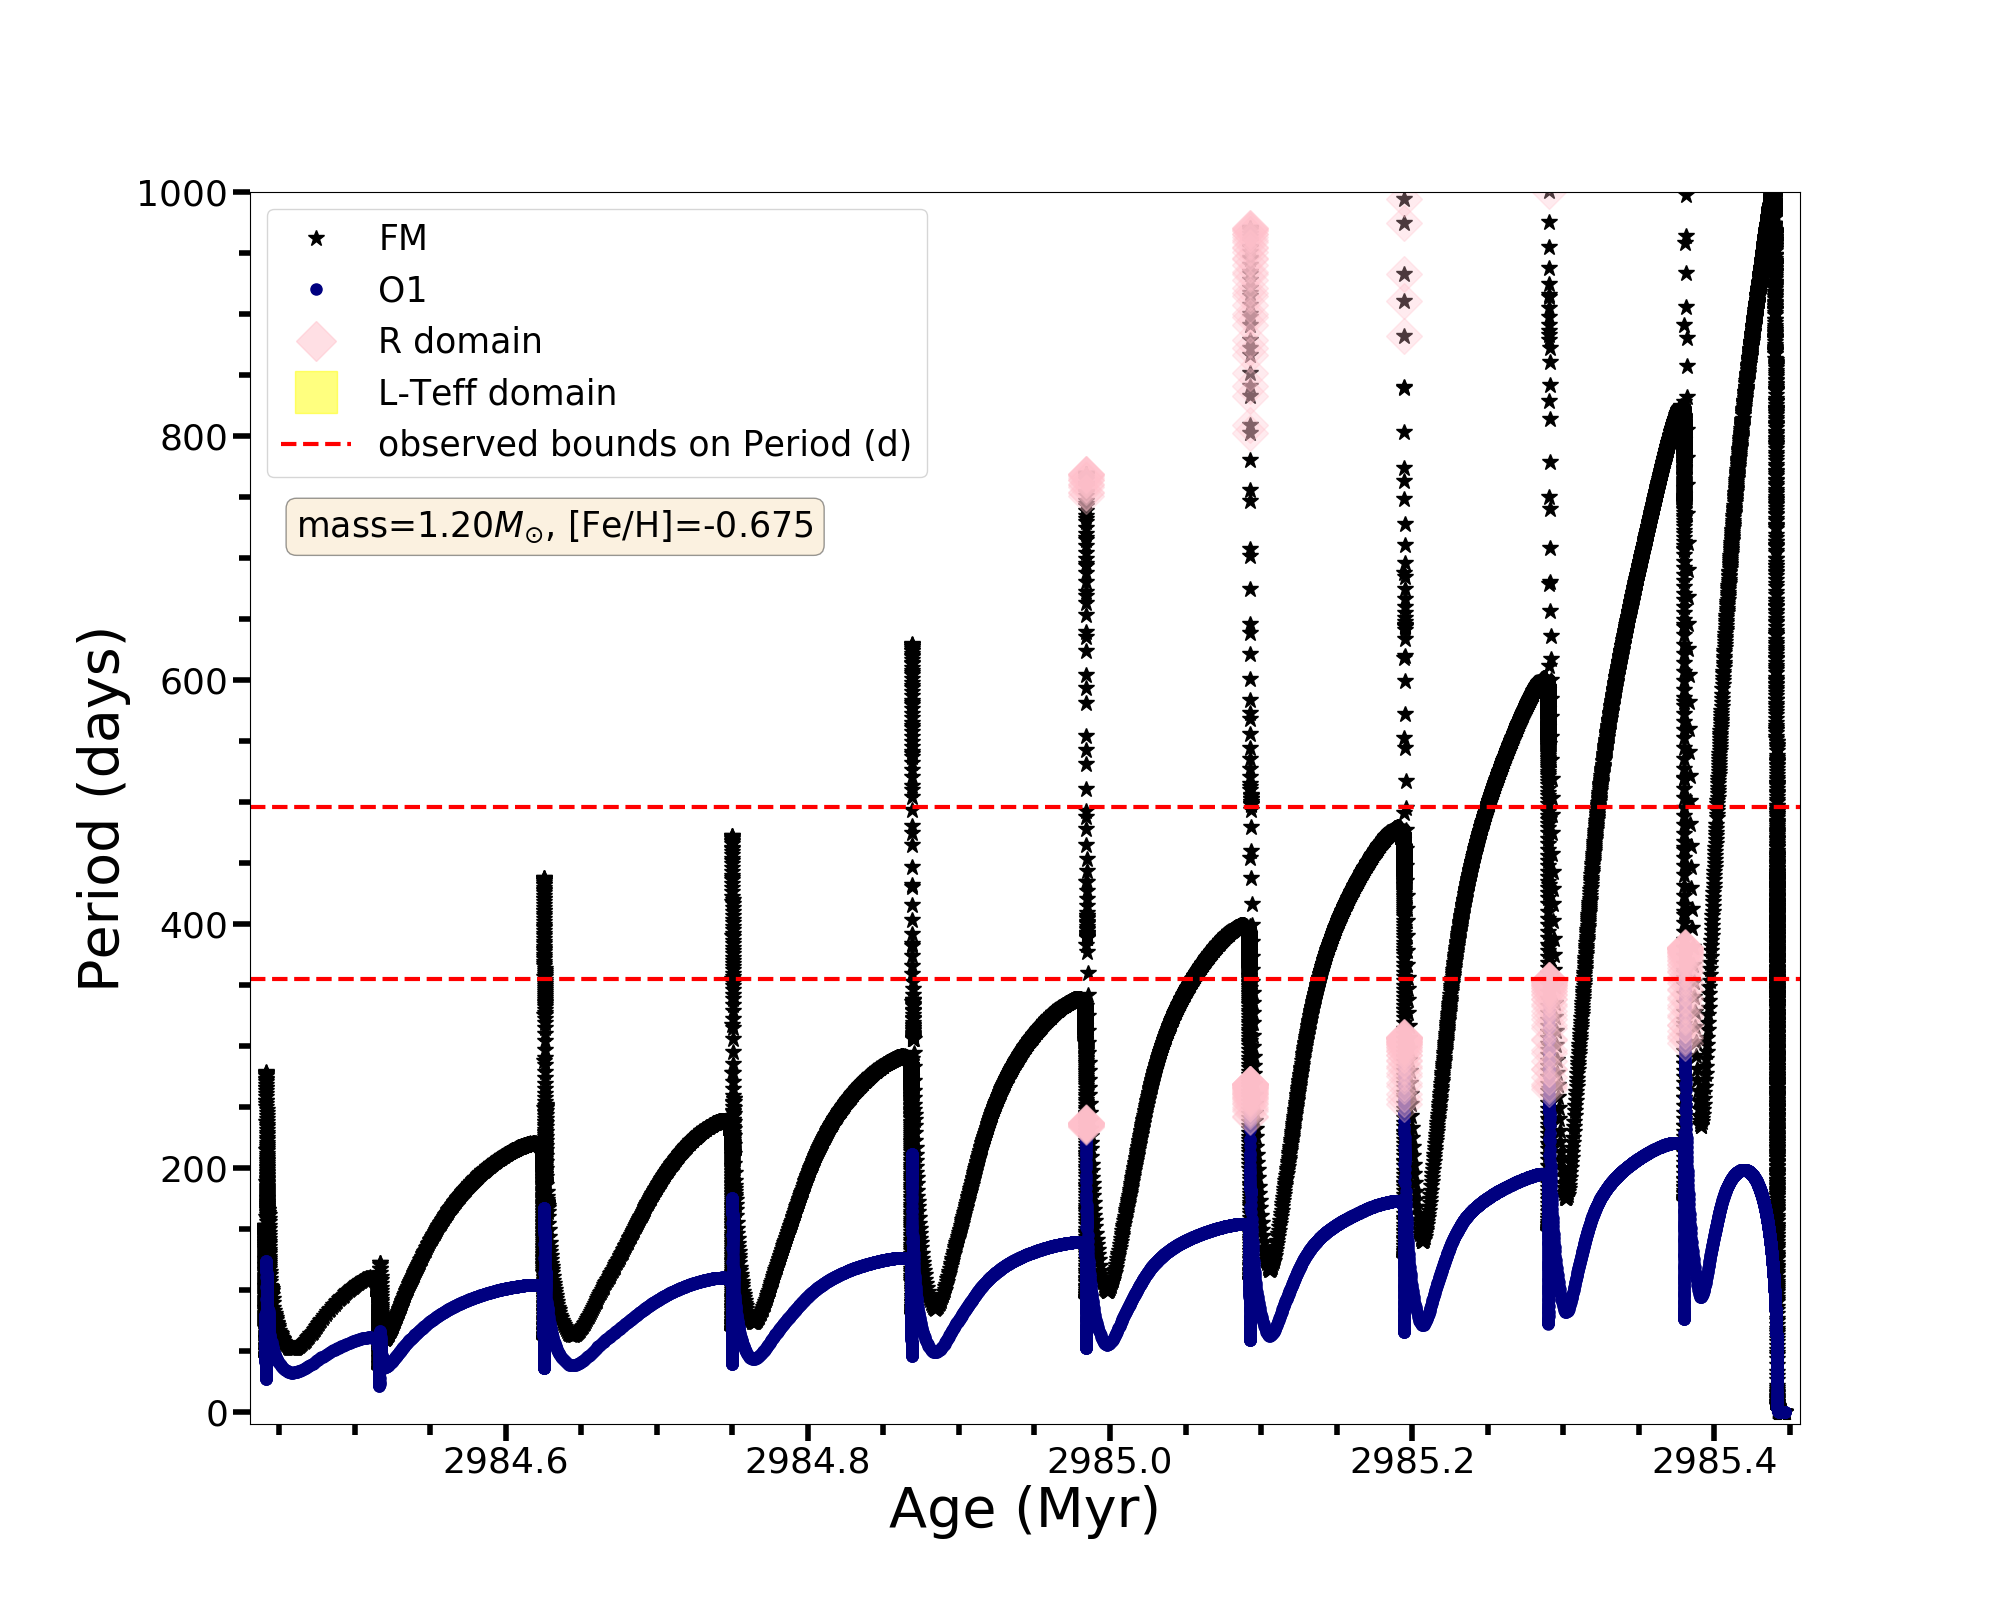 FM
O1
R domain
L-Teff domain
observed bounds on Period (d)
mass=1.20M⊙, [Fe/H]=-0.675
Period (days)
1000
800
600
400
200
0
2984.6 2984.8 2985.0 2985.2 2985.4
Age (Myr)